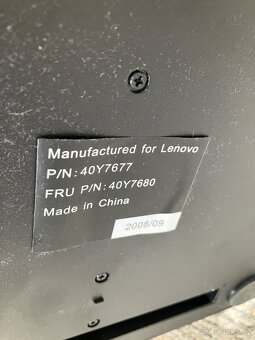 Manufactured for Lenovo
P/N: 40Y7677
FRU P/N: 40Y7680
Made in China
2008/09